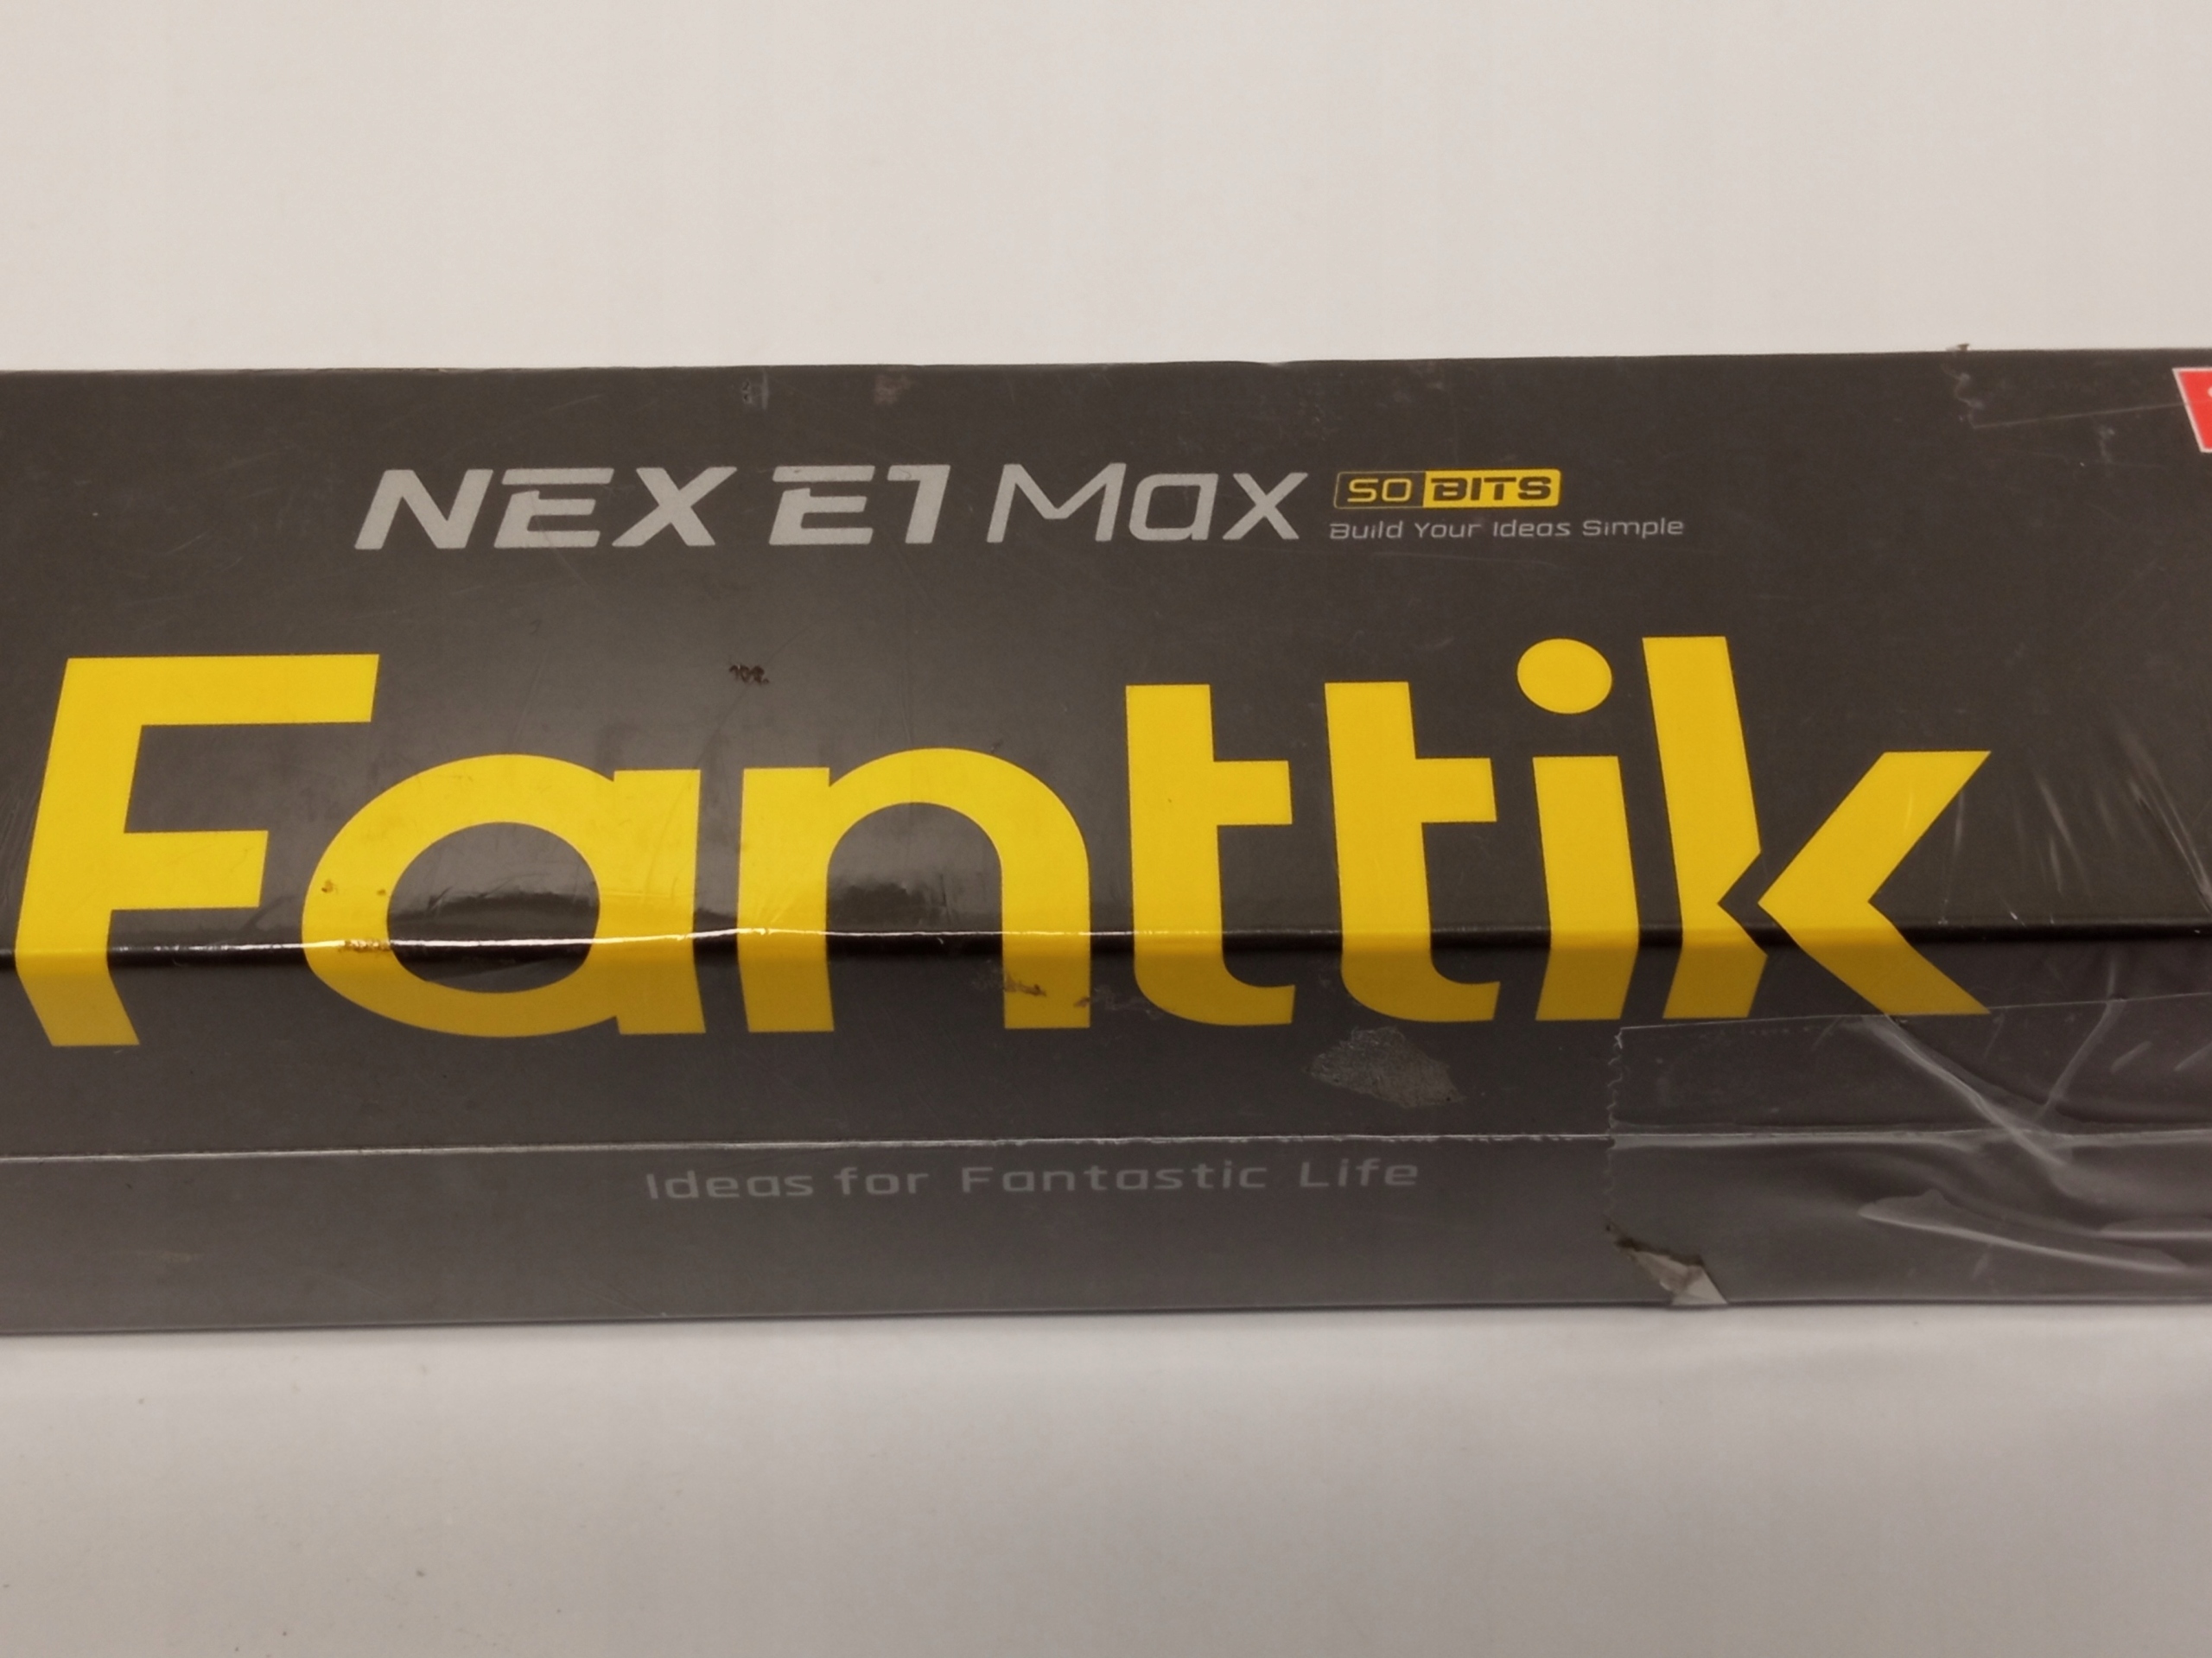 NEX E1 Max 50 BITS
Build Your Ideas Simple
Fanttik
Ideas for Fantastic Life